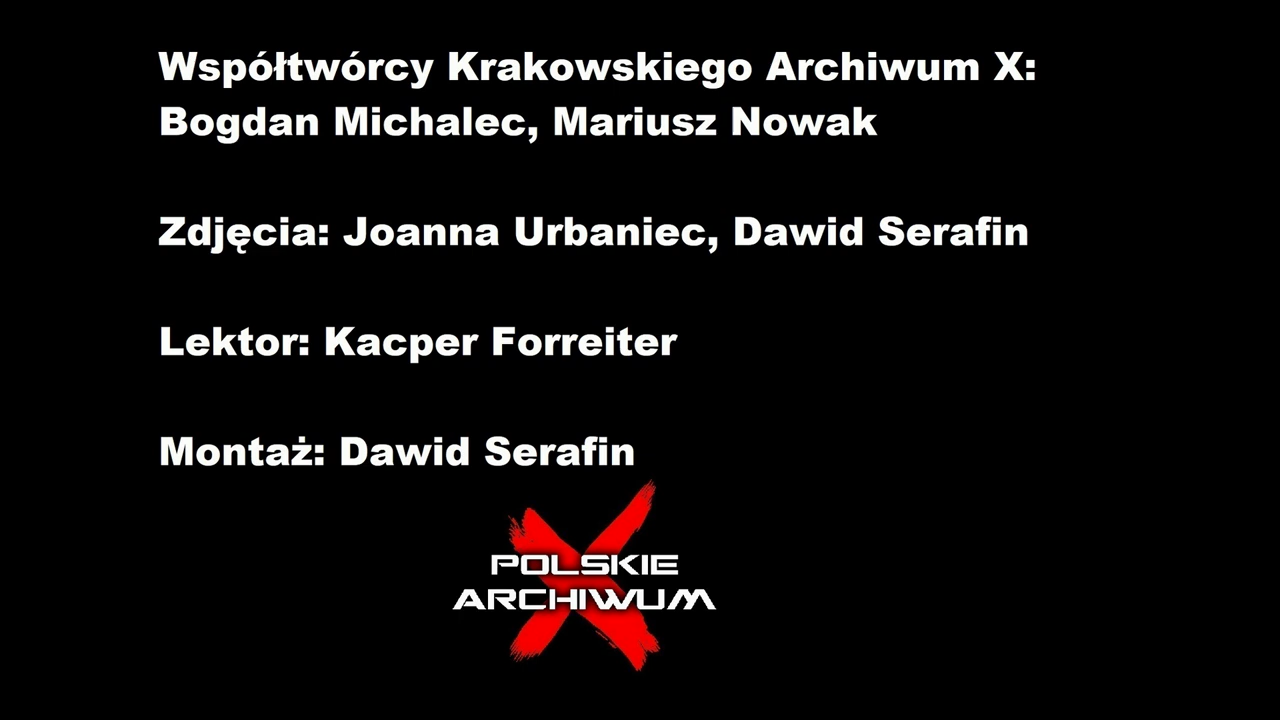 Współtwórcy Krakowskiego Archiwum X:
Bogdan Michalec, Mariusz Nowak
Zdjęcia: Joanna Urbaniec, Dawid Serafin
Lektor: Kacper Forreiter
Montaż: Dawid Serafin
POLSKIE
ARCHIWUM
X